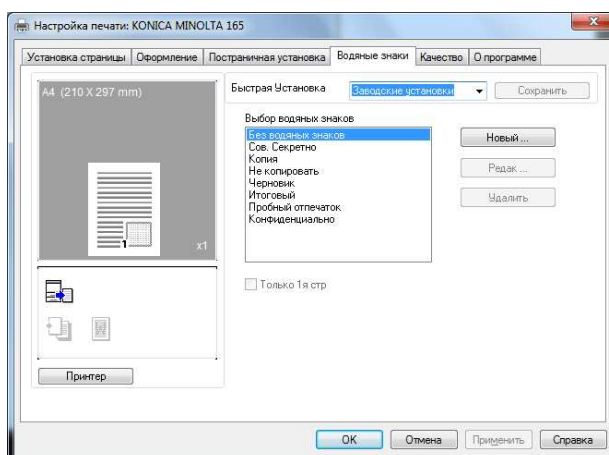 Настройка печати: KONICA MINOLTA 165
Установка страницы Оформление Постраничная установка Водяные знаки Качество О программе
A4 (210 X 297 mm)
Быстрая Установка Заводские установки Сохранить
Выбор водяных знаков
Без водяных знаков
Сов. Секретно
Копия
Не копировать
Черновик
Итоговый
Пробный отпечаток
Конфиденциально
Новый ...
Редак ...
Удалить
1
x1
Только 1я стр
Принтер
OK Отмена Применить Справка